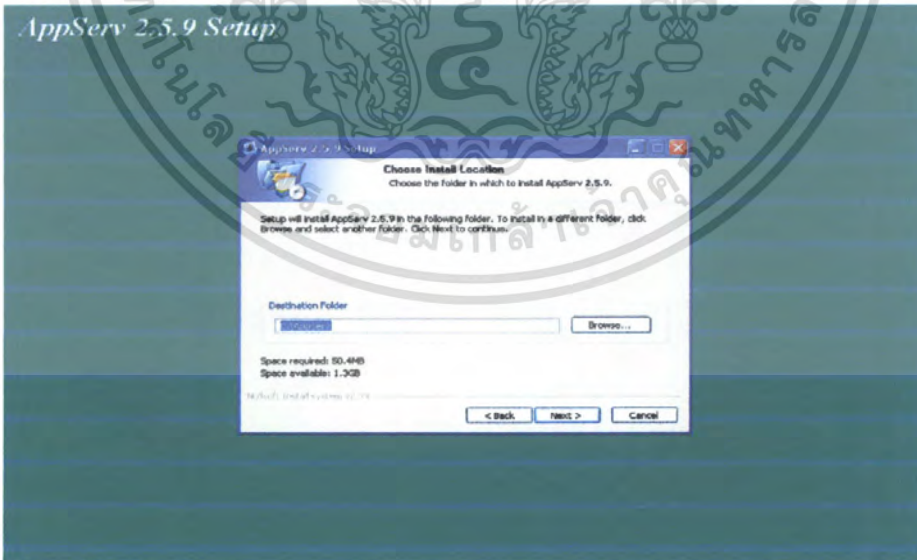 AppServ 2.5.9 Setup
AppServ 2.5.9 Setup
Choose Install Location
Choose the folder in which to install AppServ 2.5.9.
Setup will install AppServ 2.5.9 in the following folder. To install in a different folder, click
Browse and select another folder. Click Next to continue.
Destination Folder
Browse...
Space required: 50.4MB
Space available: 1.3GB
< Back
Next >
Cancel